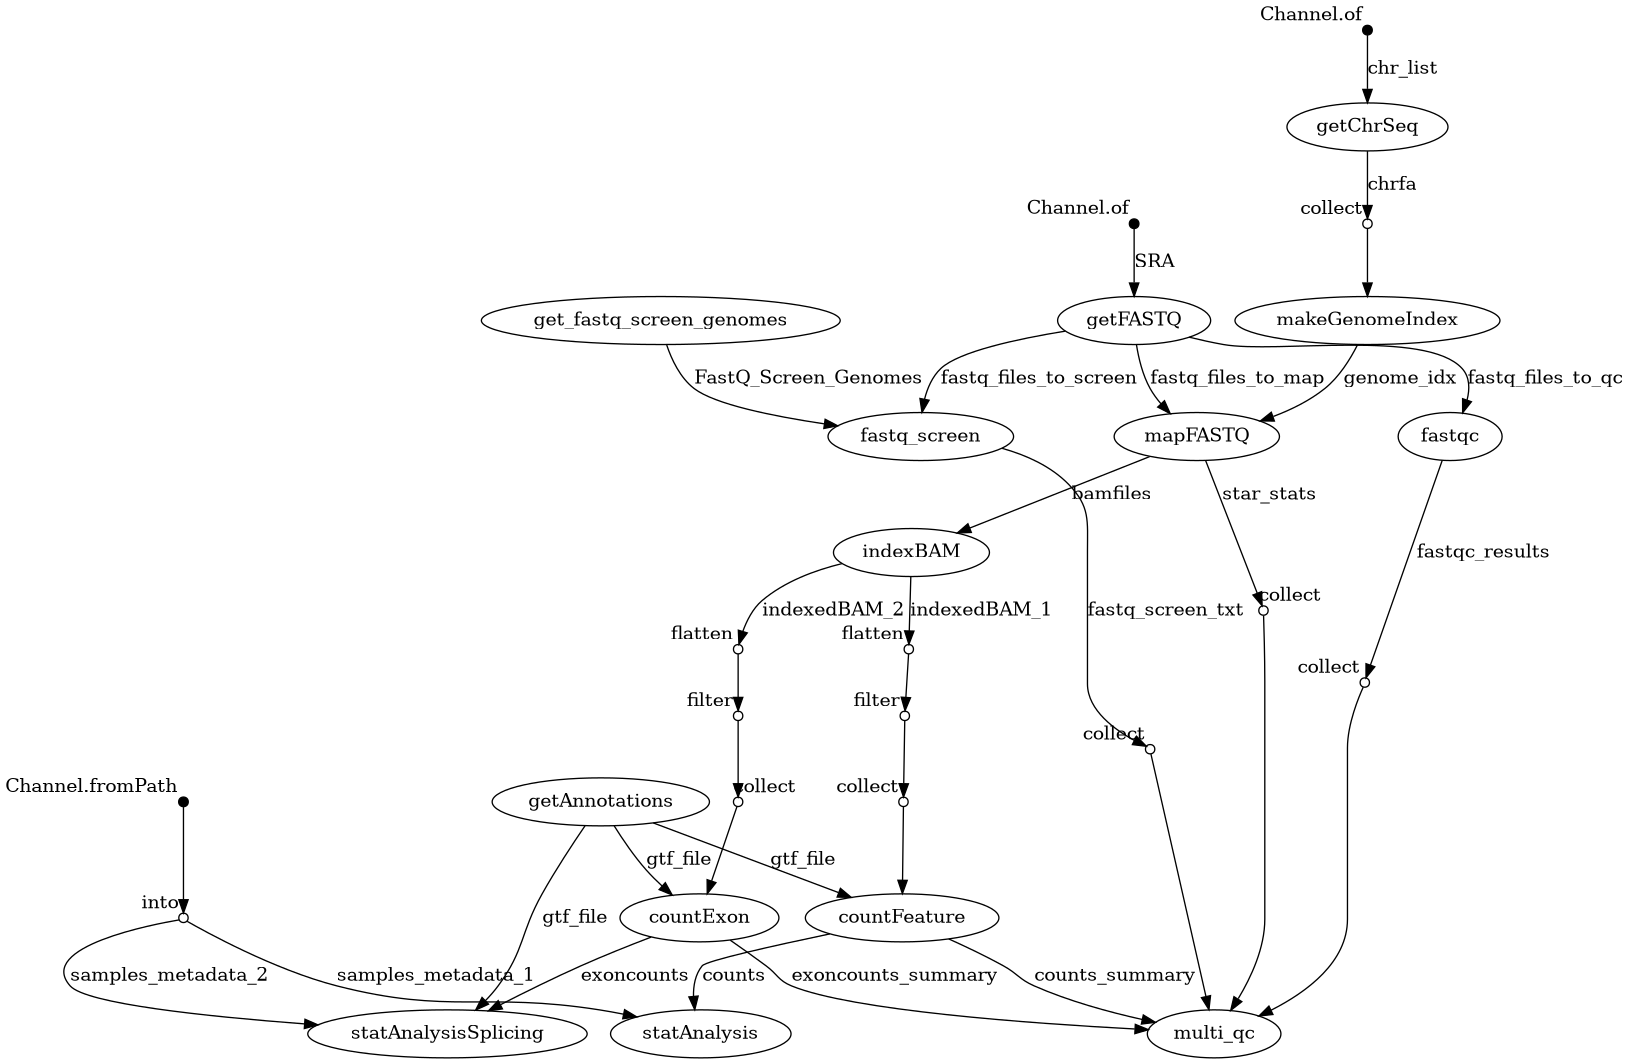 Channel.of
chr_list
getChrSeq
chrfa
Channel.of
collect
SRA
get_fastq_screen_genomes
getFASTQ
makeGenomeIndex
FastQ_Screen_Genomes
fastq_files_to_screen
fastq_files_to_map
genome_idx
fastq_files_to_qc
fastq_screen
mapFASTQ
fastqc
bamfiles
star_stats
indexBAM
fastqc_results
collect
indexedBAM_2
indexedBAM_1
fastq_screen_txt
flatten
flatten
collect
filter
filter
collect
Channel.fromPath
collect
collect
getAnnotations
gtf_file
gtf_file
into
gtf_file
countExon
countFeature
samples_metadata_2
samples_metadata_1
exoncounts
counts
exoncounts_summary
counts_summary
statAnalysisSplicing
statAnalysis
multi_qc